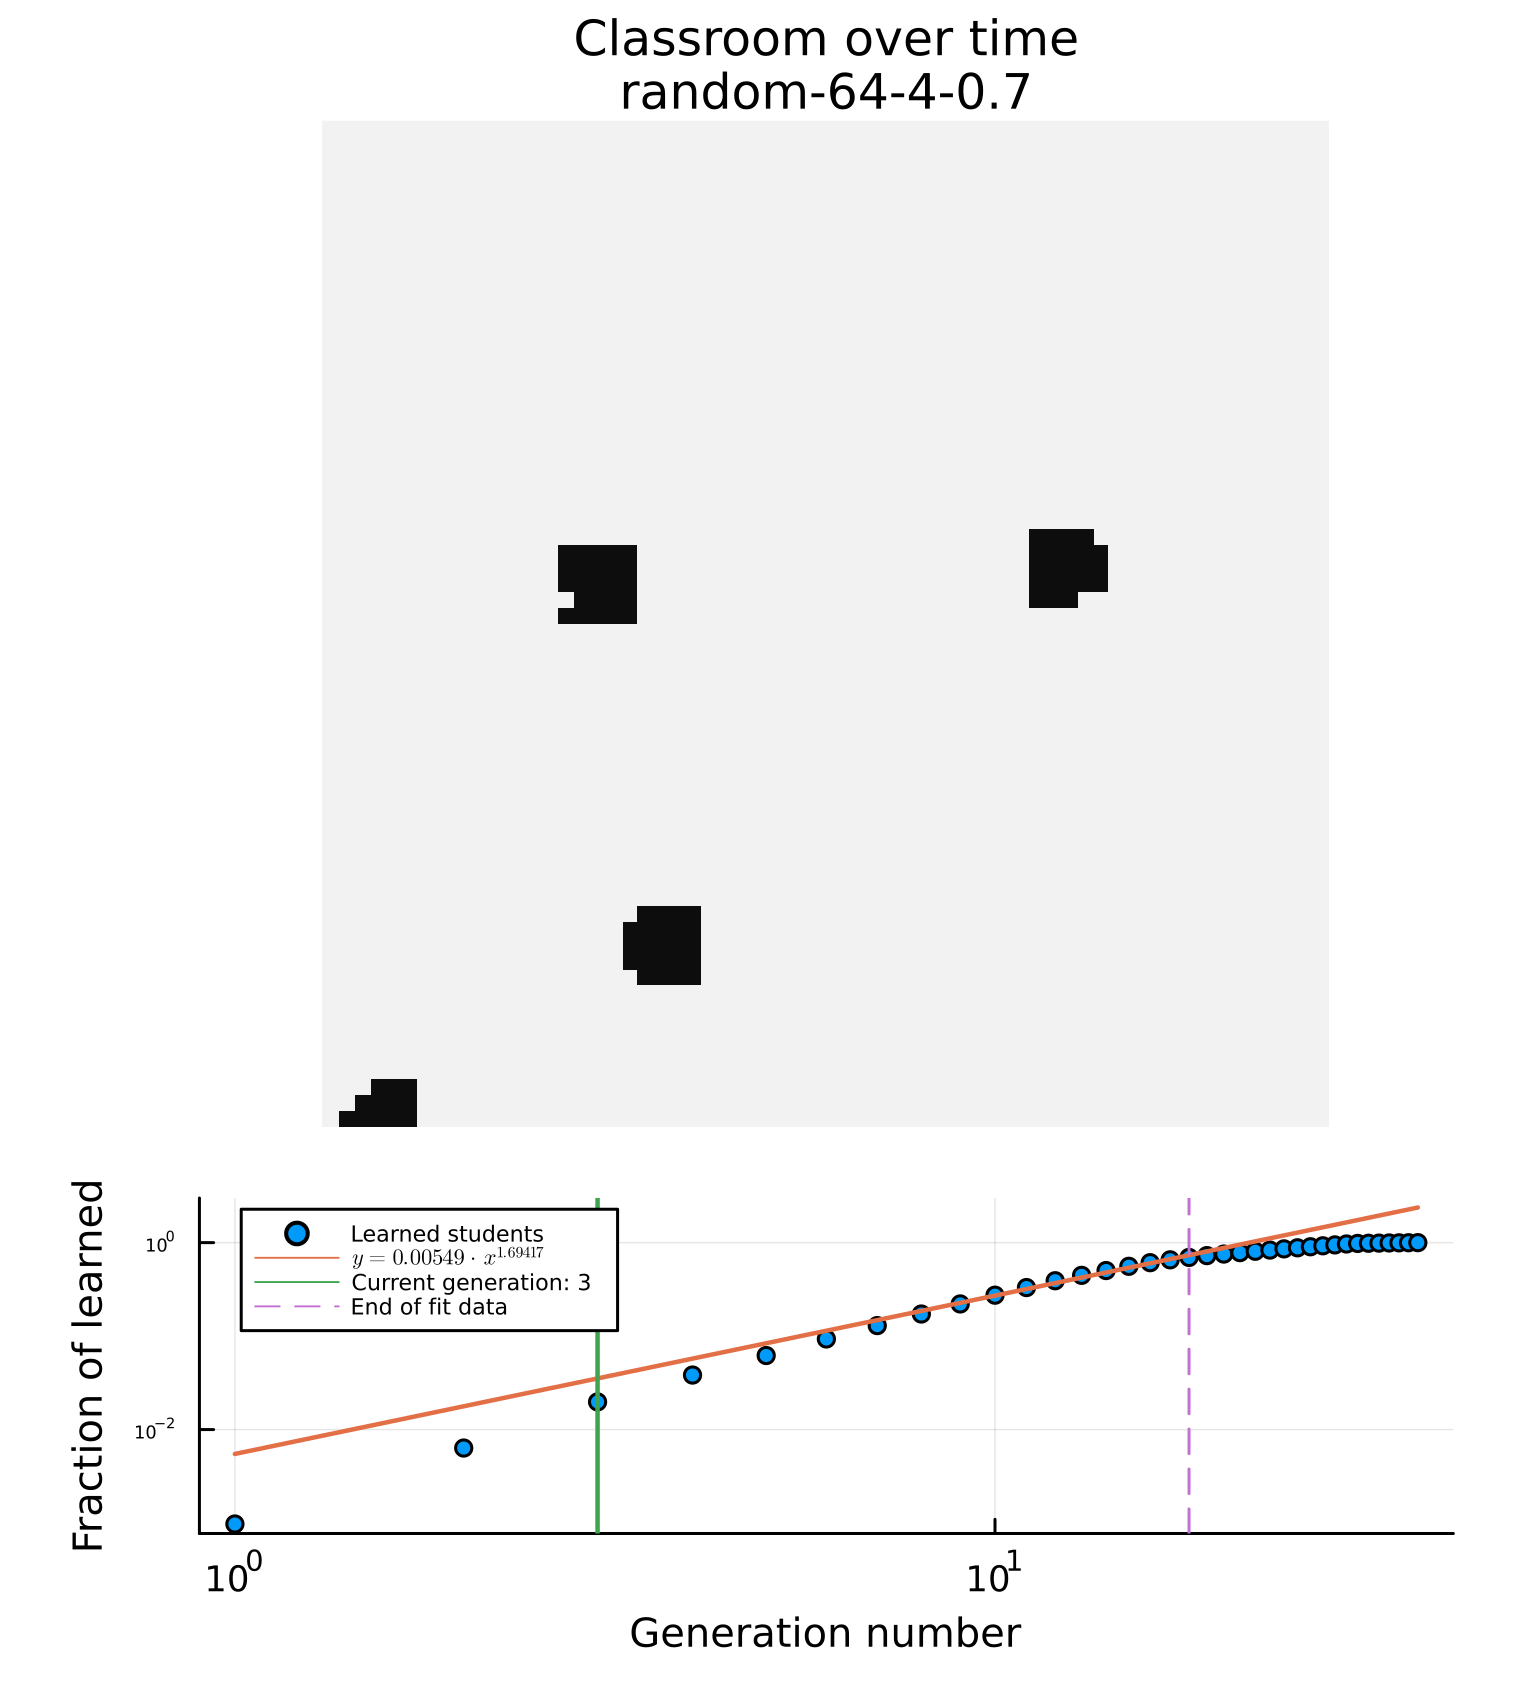 Classroom over time
random-64-4-0.7
Fraction of learned
10^0
10^-2
Learned students
y = 0.00549 · x^1.69417
Current generation: 3
End of fit data
10^0
10^1
Generation number